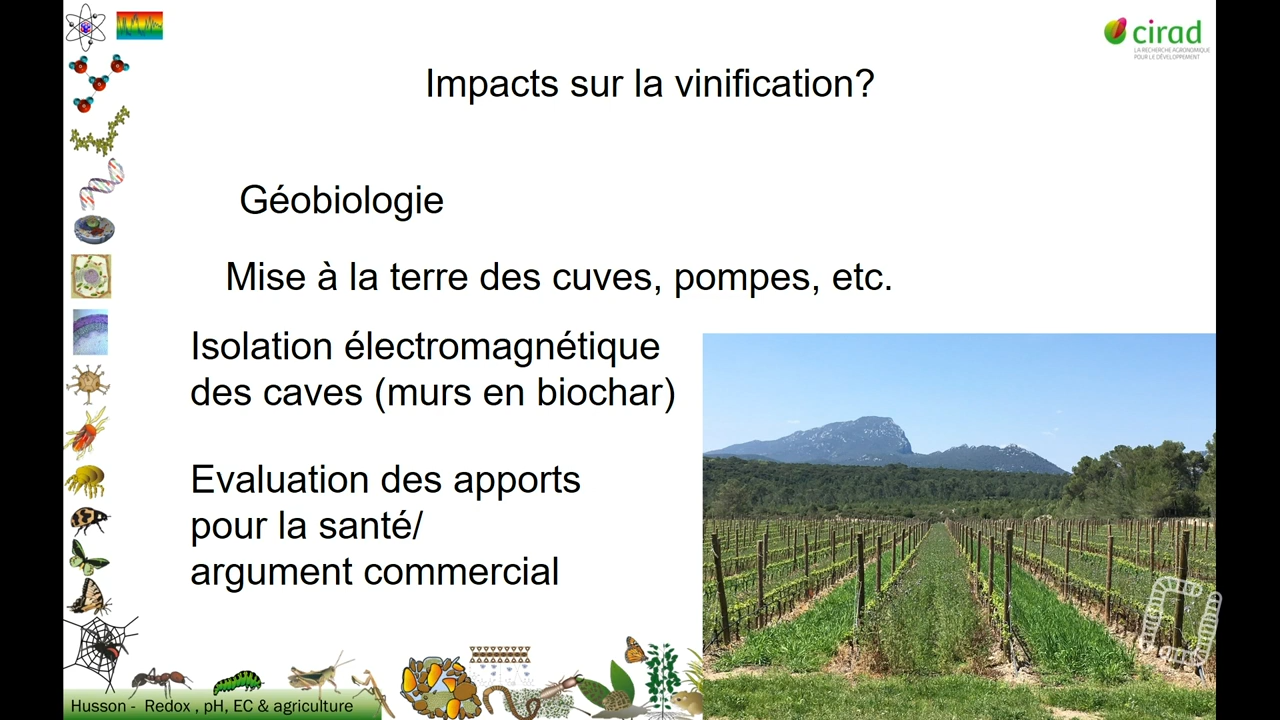 cirad
LA RECHERCHE AGRONOMIQUE
POUR LE DÉVELOPPEMENT
Impacts sur la vinification?
Géobiologie
Mise à la terre des cuves, pompes, etc.
Isolation électromagnétique
des caves (murs en biochar)
Evaluation des apports
pour la santé/
argument commercial
Husson - Redox , pH, EC & agriculture